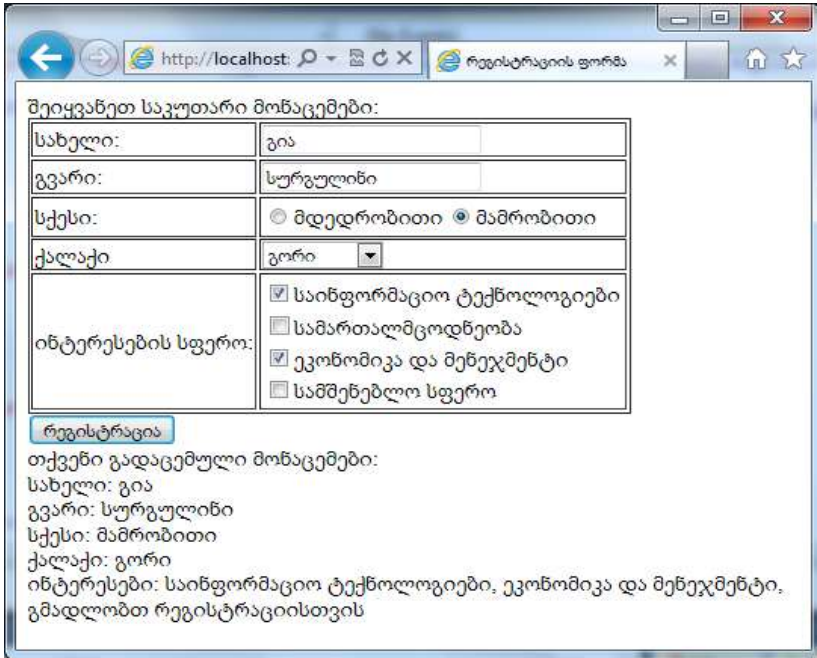 http://localhost:
რეგისტრაციის ფორმა
შეიყვანეთ საკუთარი მონაცემები:
სახელი: გია
გვარი: სურგულინი
სქესი: მდედრობითი მამრობითი
ქალაქი გორი
ინტერესების სფერო:
საინფორმაციო ტექნოლოგიები
სამართალმცოდნეობა
ეკონომიკა და მენეჯმენტი
სამშენებლო სფერო
რეგისტრაცია
თქვენი გადაცემული მონაცემები:
სახელი: გია
გვარი: სურგულინი
სქესი: მამრობითი
ქალაქი: გორი
ინტერესები: საინფორმაციო ტექნოლოგიები, ეკონომიკა და მენეჯმენტი,
გმადლობთ რეგისტრაციისთვის